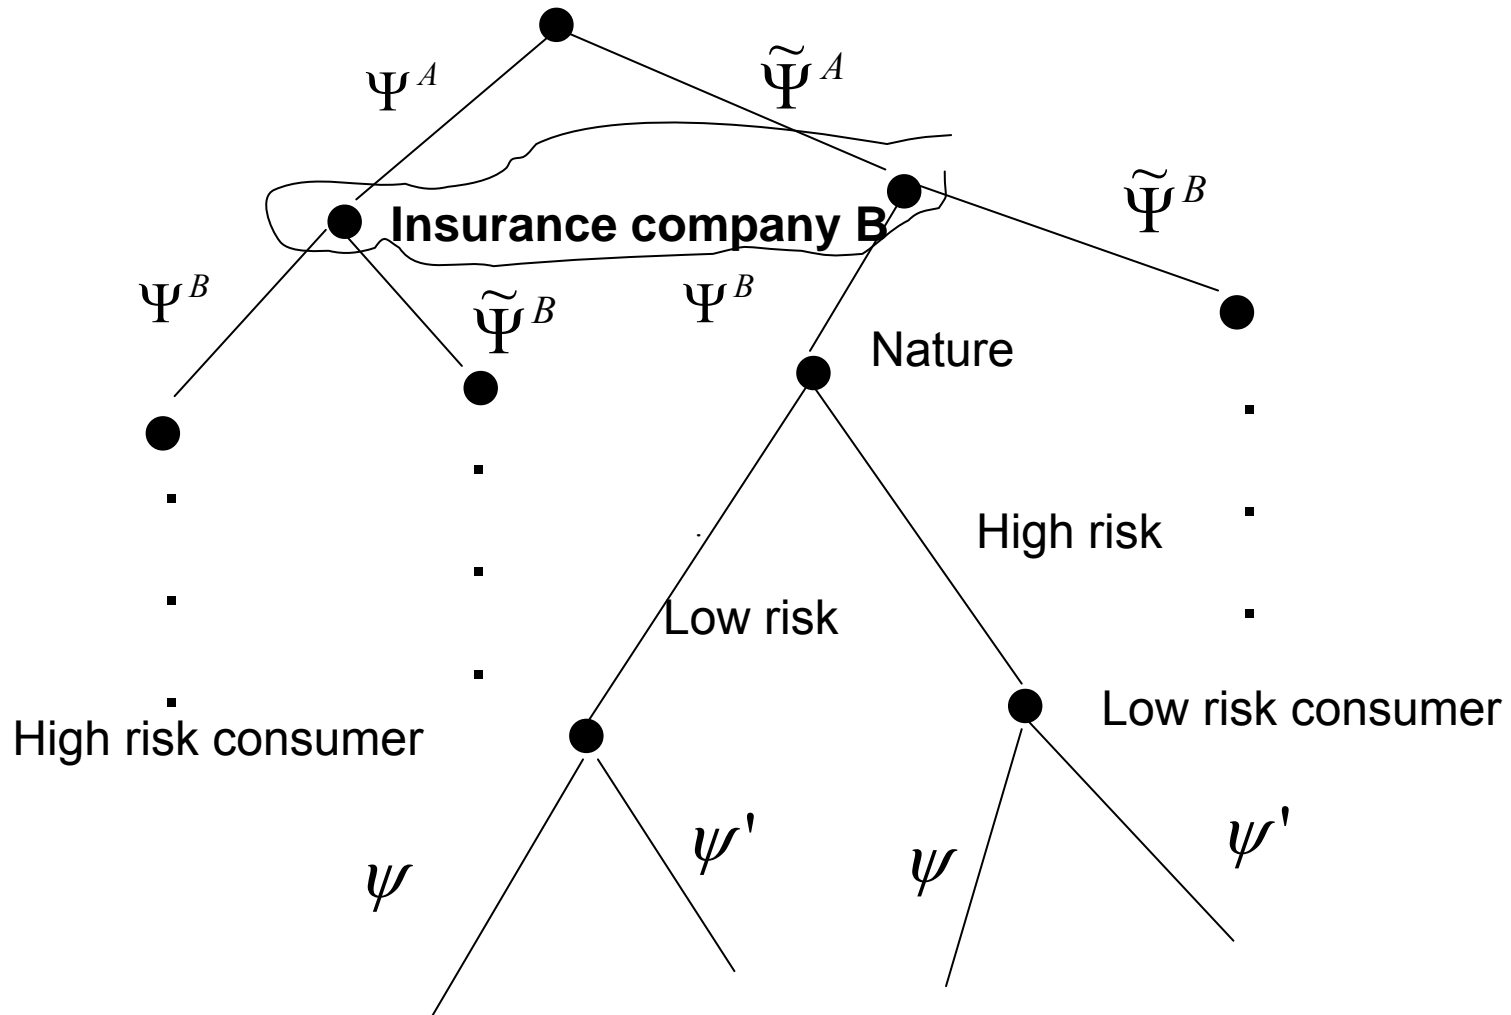 Ψ^A
Ψ̃^A
Insurance company B
Ψ̃^B
Ψ^B
Ψ̃^B
Ψ^B
Nature
High risk
Low risk
High risk consumer
Low risk consumer
ψ
ψ'
ψ
ψ'